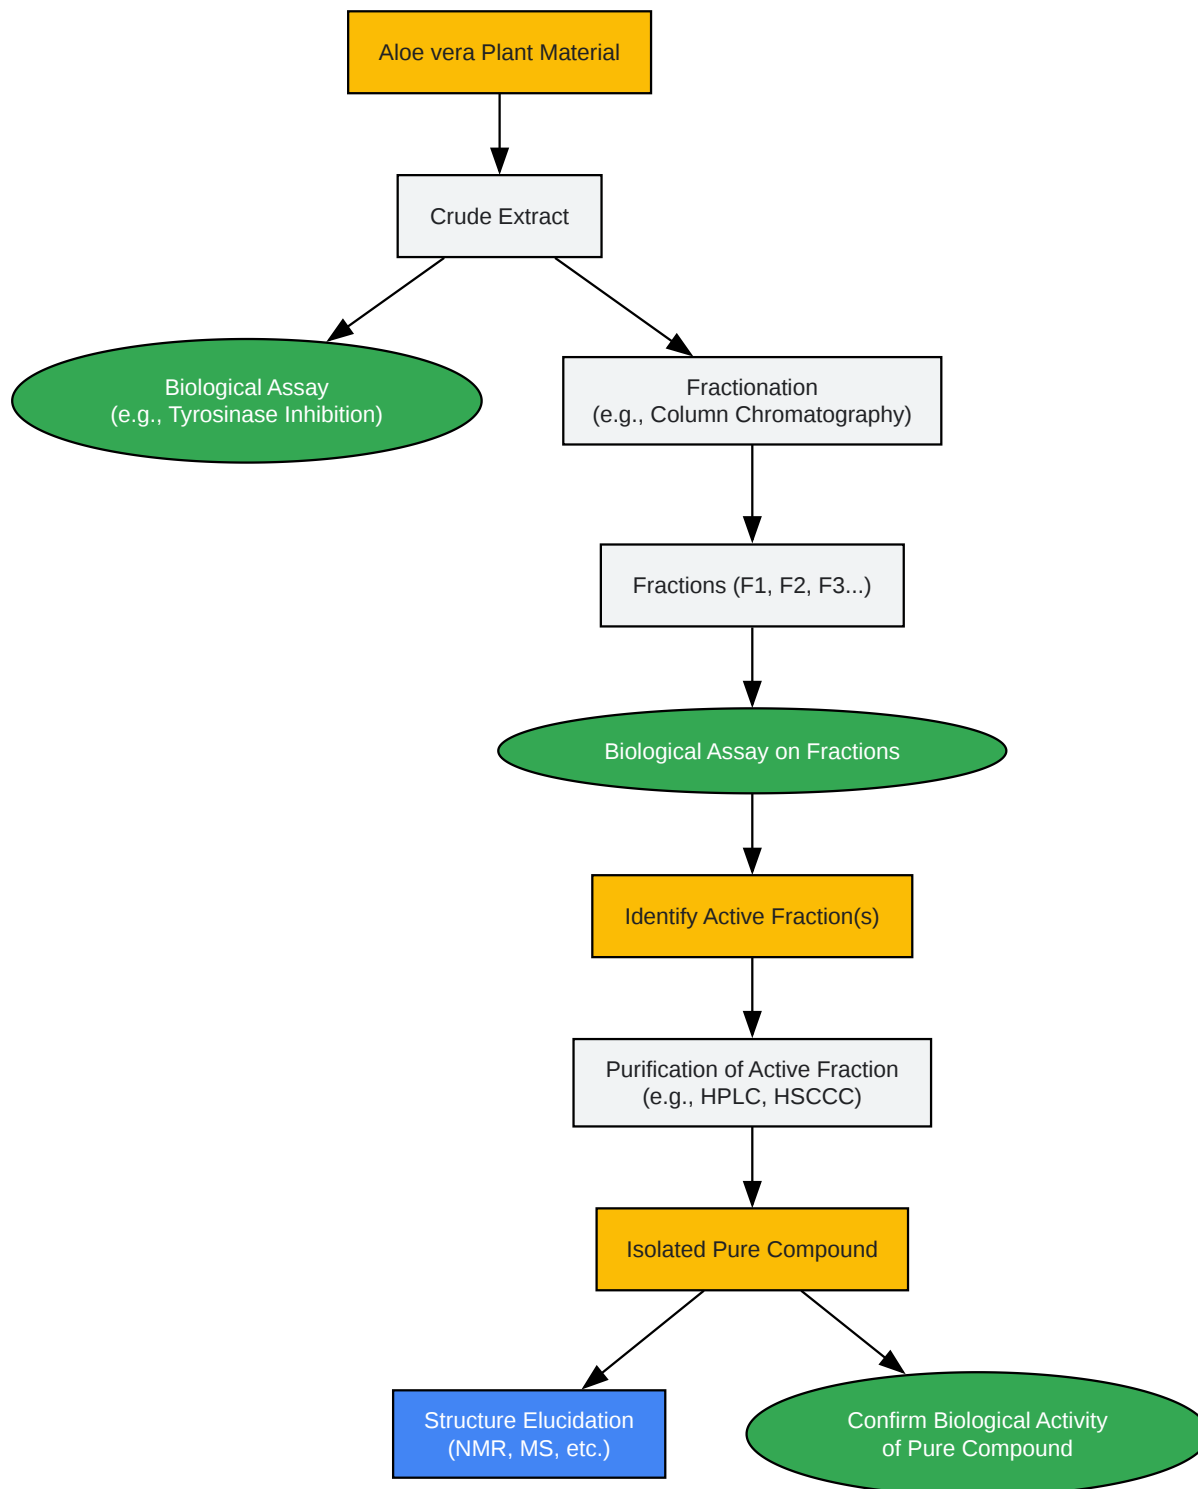 Aloe vera Plant Material
Crude Extract
Biological Assay
(e.g., Tyrosinase Inhibition)
Fractionation
(e.g., Column Chromatography)
Fractions (F1, F2, F3...)
Biological Assay on Fractions
Identify Active Fraction(s)
Purification of Active Fraction
(e.g., HPLC, HSCCC)
Isolated Pure Compound
Structure Elucidation
(NMR, MS, etc.)
Confirm Biological Activity
of Pure Compound